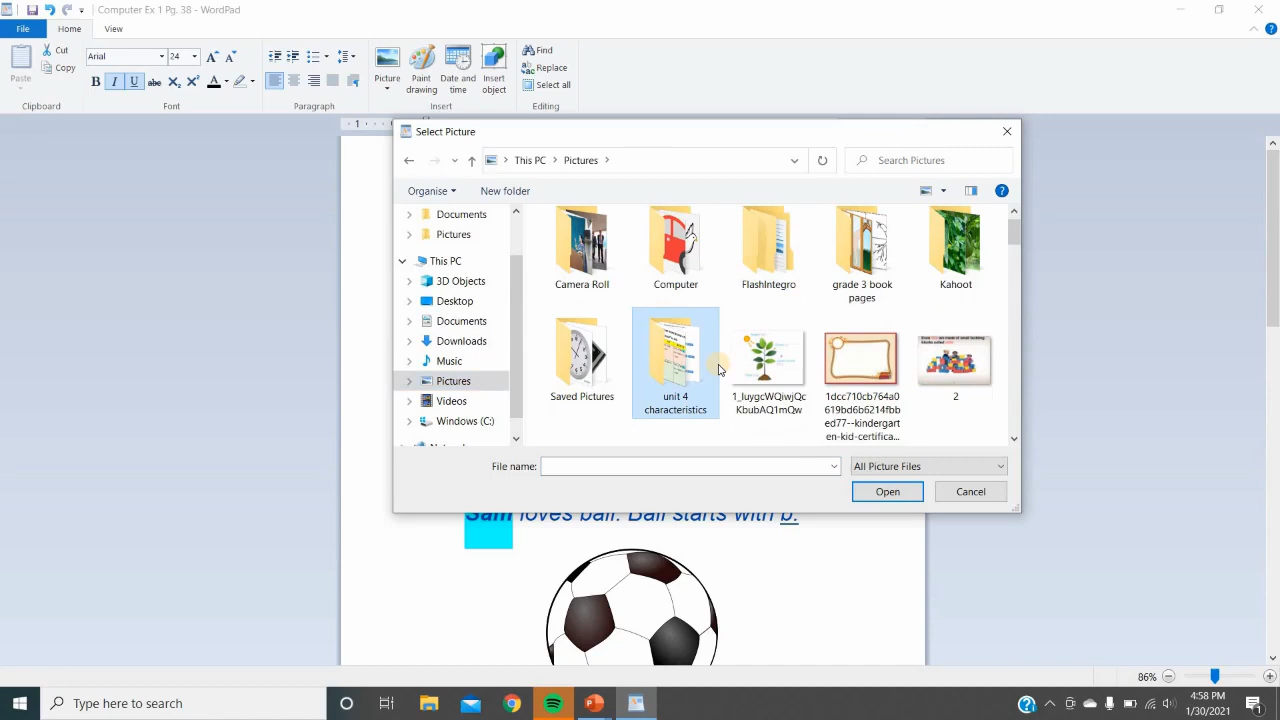 Computer Ex 1 Pg. 38 - WordPad
File
Home
View
Paste
Cut
Copy
Clipboard
Arial
24
B I U abc X₂ X² A
Font
Paragraph
Picture
Paint drawing
Date and time
Insert object
Insert
Find
Replace
Select all
Editing
1
Select Picture
This PC
Pictures
Search Pictures
Organise
New folder
Documents
Pictures
This PC
3D Objects
Desktop
Documents
Downloads
Music
Pictures
Videos
Windows (C:)
Camera Roll
Computer
FlashIntegro
grade 3 book
pages
Kahoot
Saved Pictures
unit 4
characteristics
1_IuygcWQiwjQc
KbubAQ1mQw
1dcc710cb764a0
619bd6b6214fbb
ed77--kindergart
en-kid-certifica...
2
File name:
All Picture Files
Open
Cancel
Sam loves ball. Ball starts with b.
86%
Type here to search
4:58 PM
1/30/2021